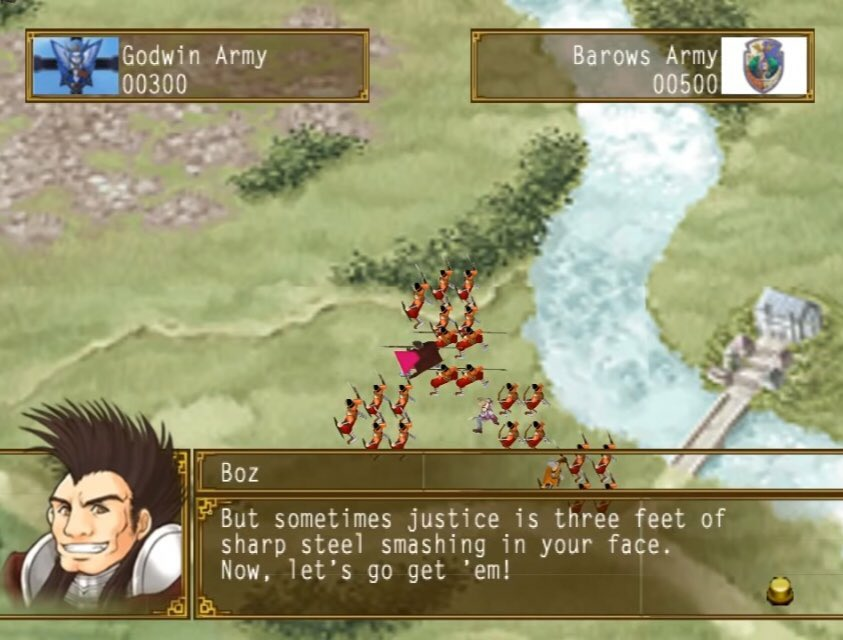 Godwin Army
00300
Barows Army
00500
Boz
But sometimes justice is three feet of
sharp steel smashing in your face.
Now, let's go get 'em!